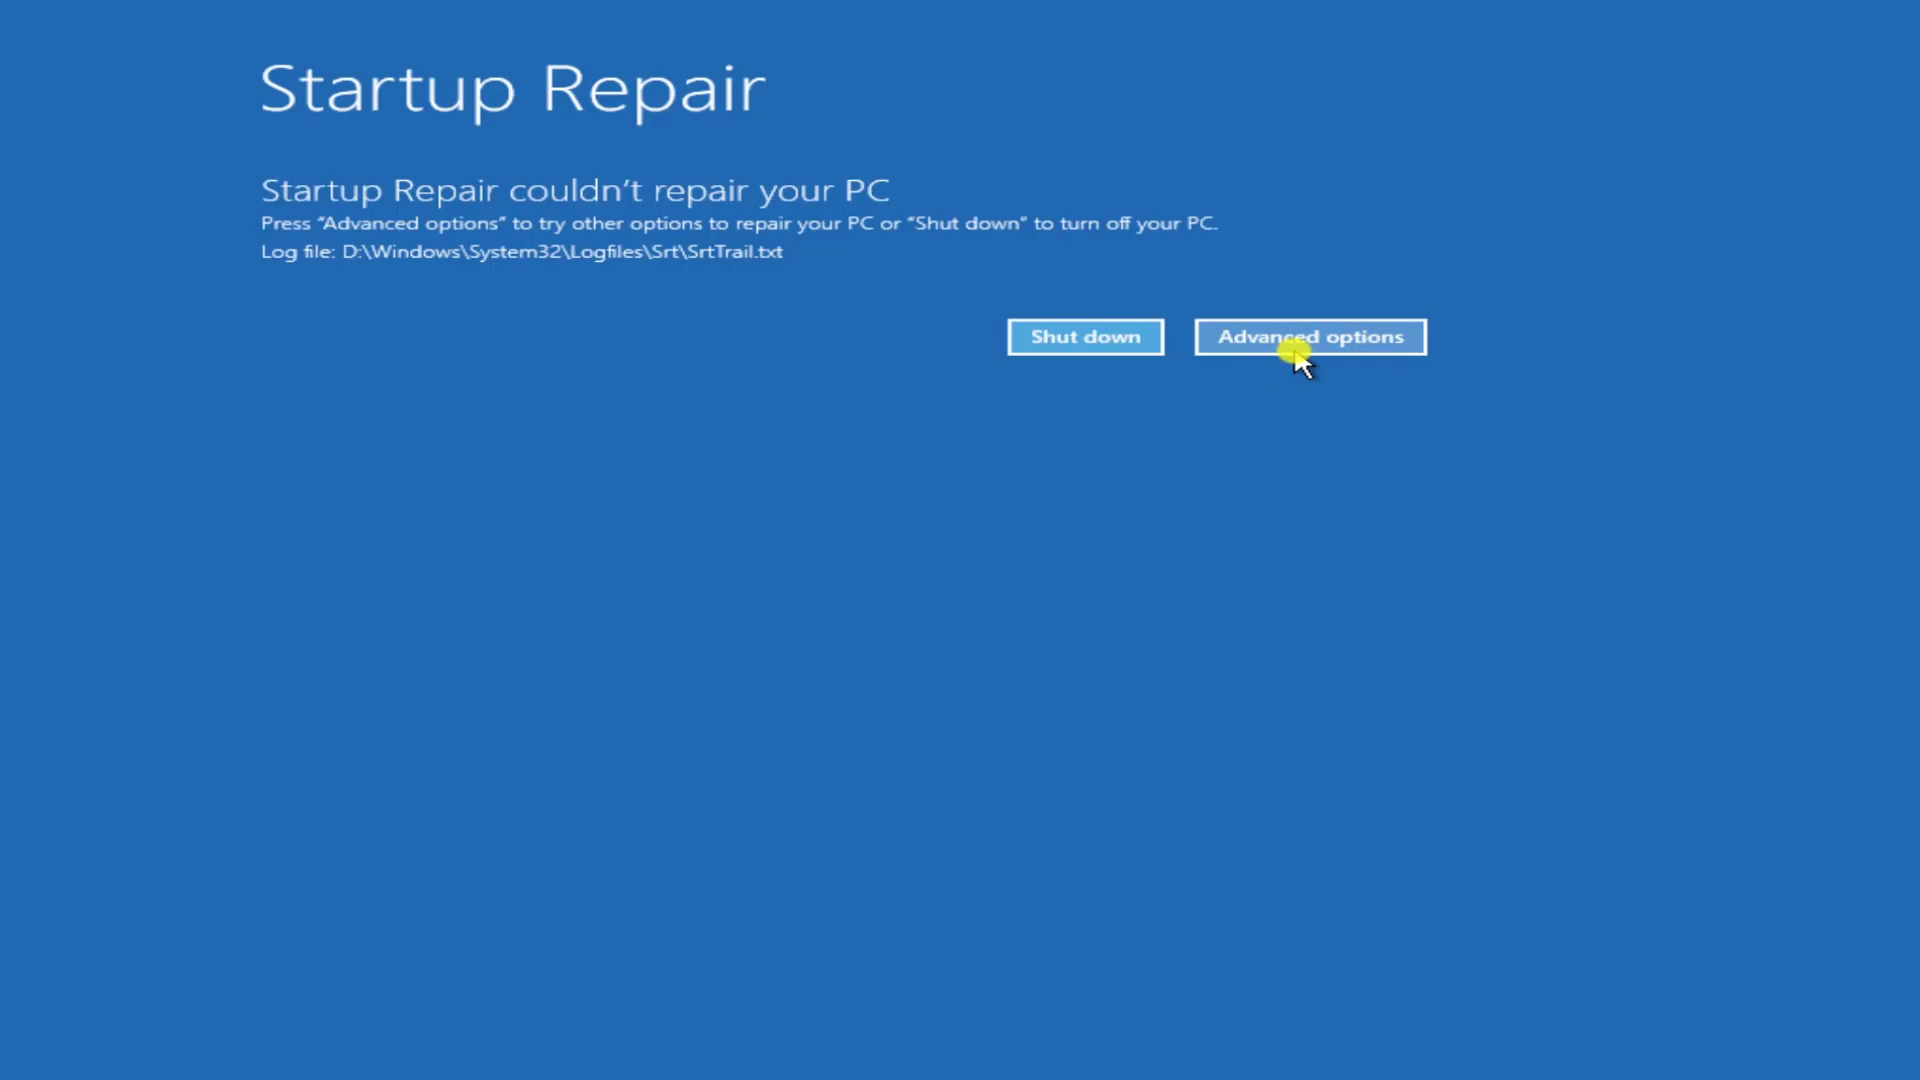 Startup Repair
Startup Repair couldn't repair your PC
Press “Advanced options” to try other options to repair your PC or “Shut down” to turn off your PC.
Log file: D:\Windows\System32\Logfiles\Srt\SrtTrail.txt
Shut down
Advanced options